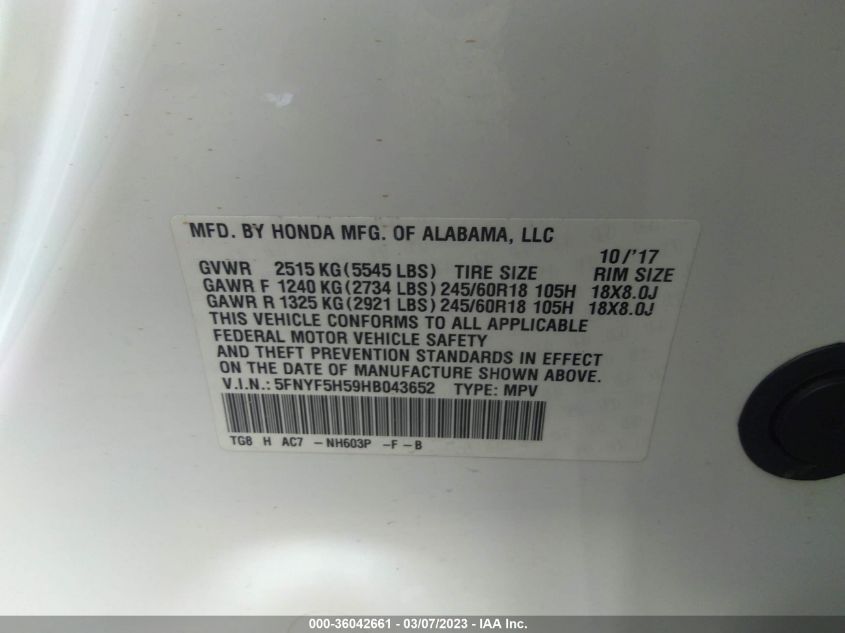 MFD. BY HONDA MFG. OF ALABAMA, LLC
10/'17
GVWR 2515 KG (5545 LBS) TIRE SIZE RIM SIZE
GAWR F 1240 KG (2734 LBS) 245/60R18 105H 18X8.0J
GAWR R 1325 KG (2921 LBS) 245/60R18 105H 18X8.0J
THIS VEHICLE CONFORMS TO ALL APPLICABLE
FEDERAL MOTOR VEHICLE SAFETY
AND THEFT PREVENTION STANDARDS IN EFFECT
ON THE DATE OF MANUFACTURE SHOWN ABOVE.
V.I.N.: 5FNYF5H59HB043652 TYPE: MPV
TG8 H AC7 -NH603P -F-B
000-36042661 - 03/07/2023 - IAA Inc.